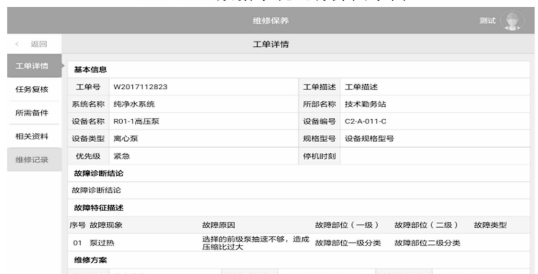 维修保养 测试
< 返回 工单详情
工单详情 基本信息
工单号 W2017112823 工单描述 工单描述
任务复核
系统名称 纯净水系统 所部名称 技术勤务站
所需备件 设备名称 R01-1高压泵 设备编号 C2-A-011-C
相关资料 设备类型 离心泵 规格型号 设备规格型号
维修记录 优先级 紧急 停机时刻
故障诊断结论
故障诊断结论
故障特征描述
序号 故障现象 故障原因 故障部位(一级) 故障部位(二级) 故障类型
01 泵过热 选择的前级泵抽速不够,造成压缩比过大 故障部位一级分类 故障部位二级分类
维修方案